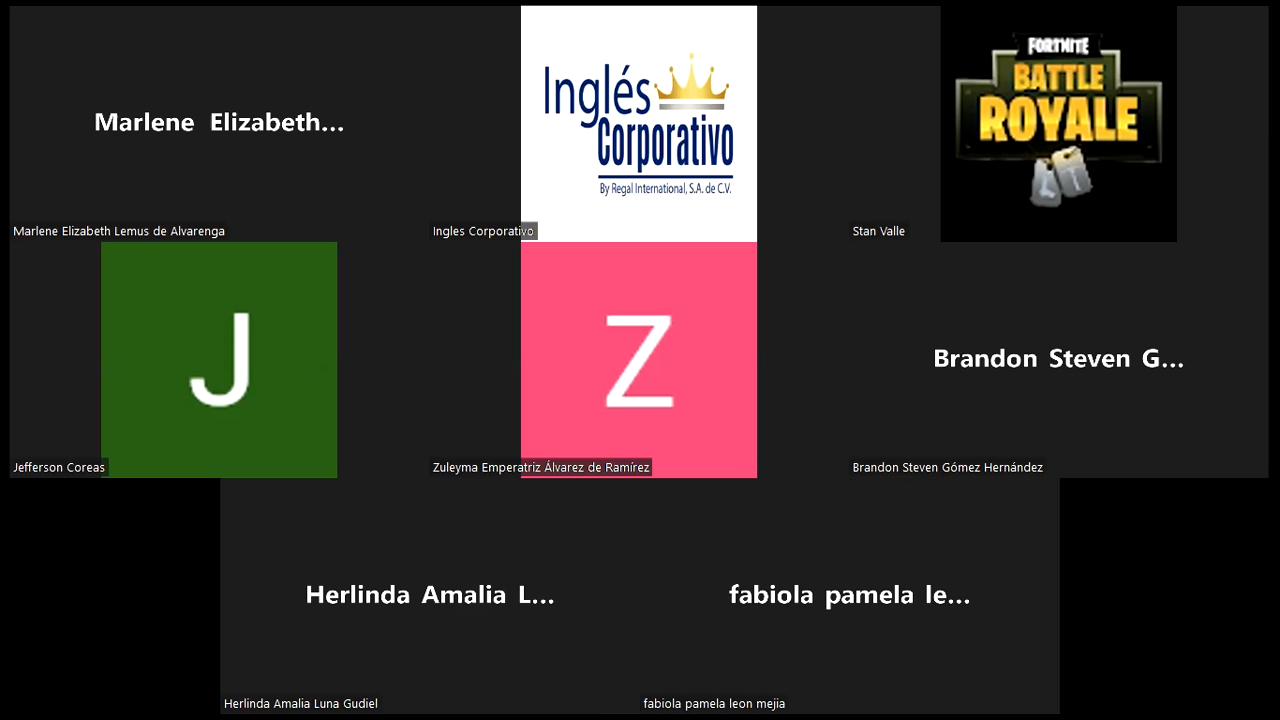 Marlene Elizabeth...
Marlene Elizabeth Lemus de Alvarenga
Inglés
Corporativo
By Regal International, S.A. de C.V.
Ingles Corporativo
FORTNITE
BATTLE
ROYALE
Stan Valle
J
Jefferson Coreas
Z
Zuleyma Emperatriz Álvarez de Ramírez
Brandon Steven G...
Brandon Steven Gómez Hernández
Herlinda Amalia L...
Herlinda Amalia Luna Gudiel
fabiola pamela le...
fabiola pamela leon mejia